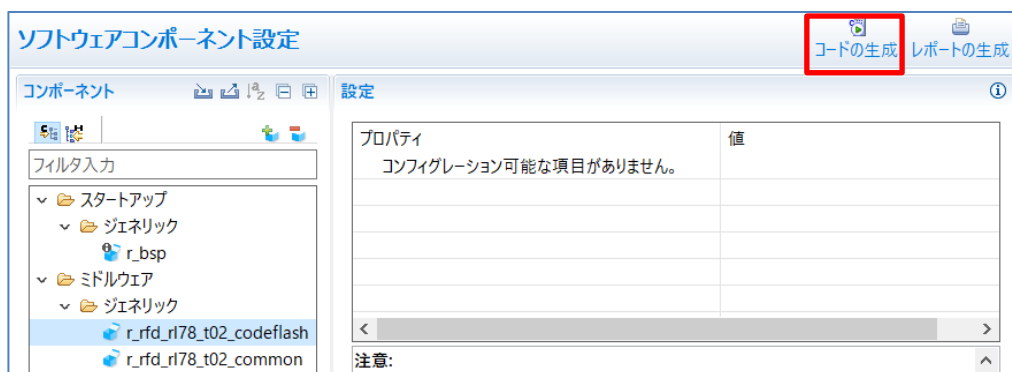 ソフトウェアコンポーネント設定
コードの生成 レポートの生成
コンポーネント
設定
フィルタ入力
スタートアップ
ジェネリック
r_bsp
ミドルウェア
ジェネリック
r_rfd_rl78_t02_codeflash
r_rfd_rl78_t02_common
プロパティ 値
コンフィグレーション可能な項目がありません。
注意: